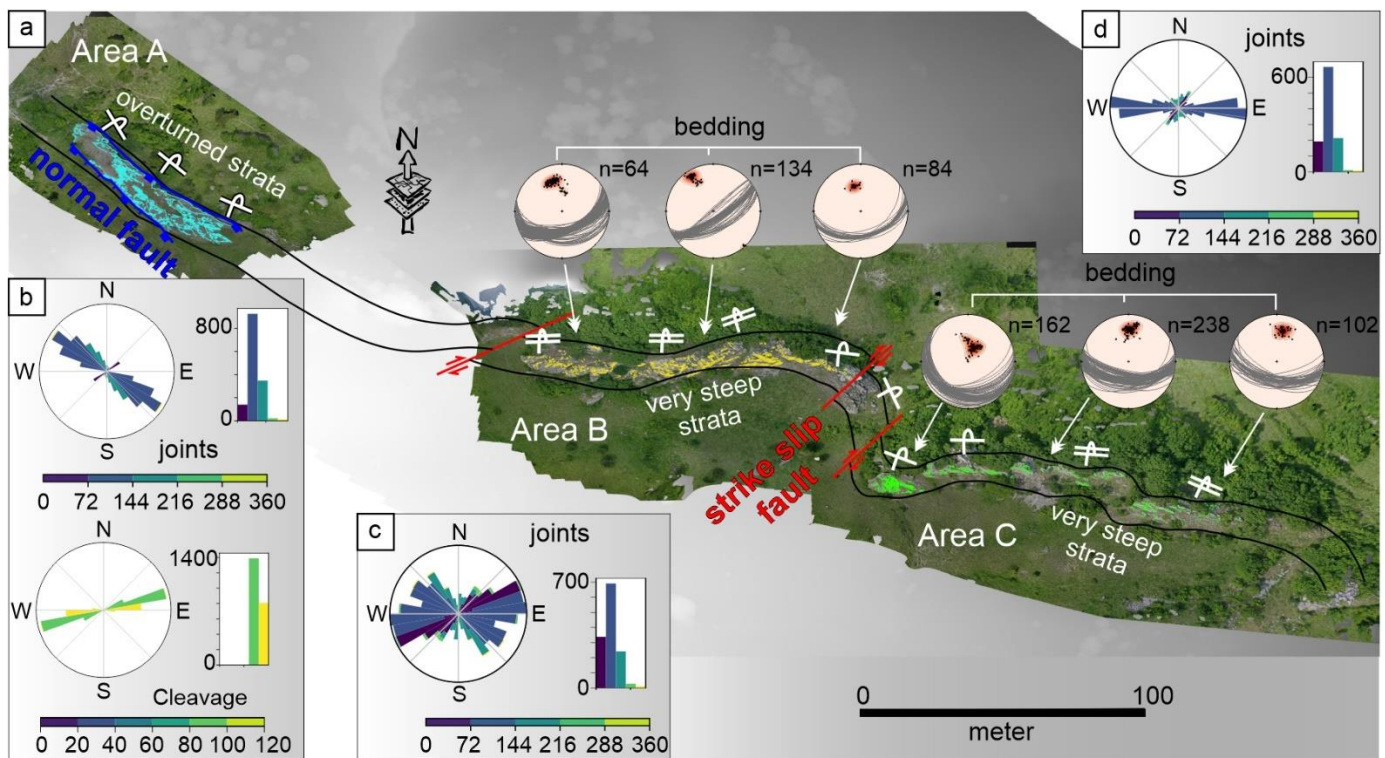 a
Area A
overturned strata
normal fault
N
bedding
n=64
n=134
n=84
Area B
very steep
strata
strike slip
fault
bedding
n=162
n=238
n=102
Area C
very steep
strata
0
100
meter
b
N
W
E
S
800
0
joints
0 72 144 216 288 360
N
W
E
S
1400
0
Cleavage
0 20 40 60 80 100 120
c
joints
N
W
E
S
700
0
0 72 144 216 288 360
d
N
joints
W
E
S
600
0
0 72 144 216 288 360